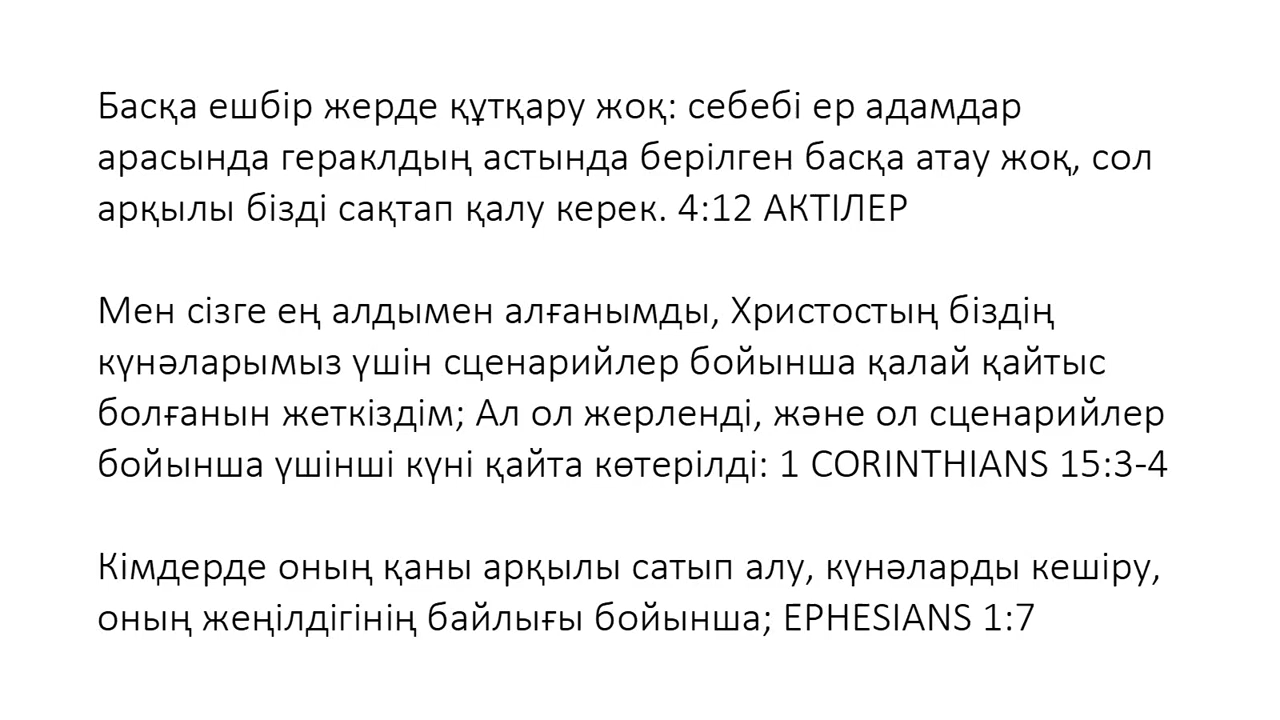 Басқа ешбір жерде құтқару жоқ: себебі ер адамдар
арасында гераклдың астында берілген басқа атау жоқ, сол
арқылы бізді сақтап қалу керек. 4:12 АКТІЛЕР
Мен сізге ең алдымен алғанымды, Христостың біздің
күнәларымыз үшін сценарийлер бойынша қалай қайтыс
болғанын жеткіздім; Ал ол жерленді, және ол сценарийлер
бойынша үшінші күні қайта көтерілді: 1 CORINTHIANS 15:3-4
Кімдерде оның қаны арқылы сатып алу, күнәларды кешіру,
оның жеңілдігінің байлығы бойынша; EPHESIANS 1:7